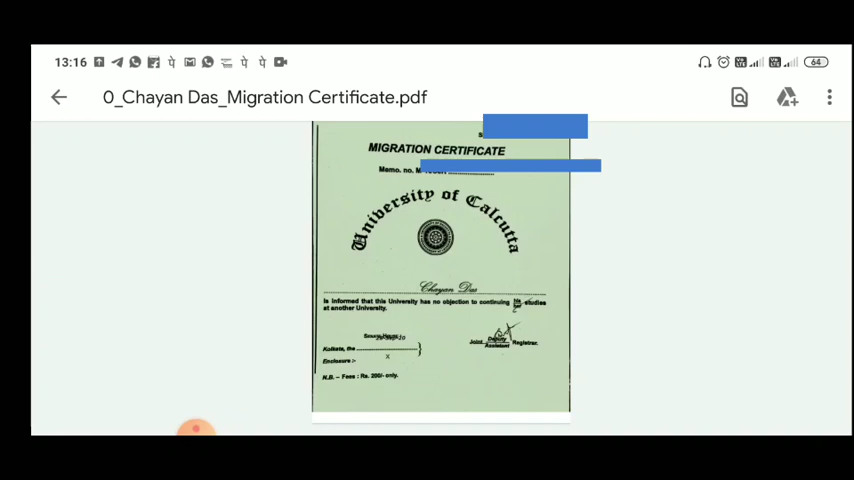 13:16
64
0_Chayan Das_Migration Certificate.pdf
MIGRATION CERTIFICATE
Memo. no.
University of Calcutta
Chayan Das
is informed that this University has no objection to continuing his studies
at another University.
Kolkata, the
Joint Deputy Assistant Registrar.
Enclosure :- X
N.B. – Fees : Rs. 200/- only.